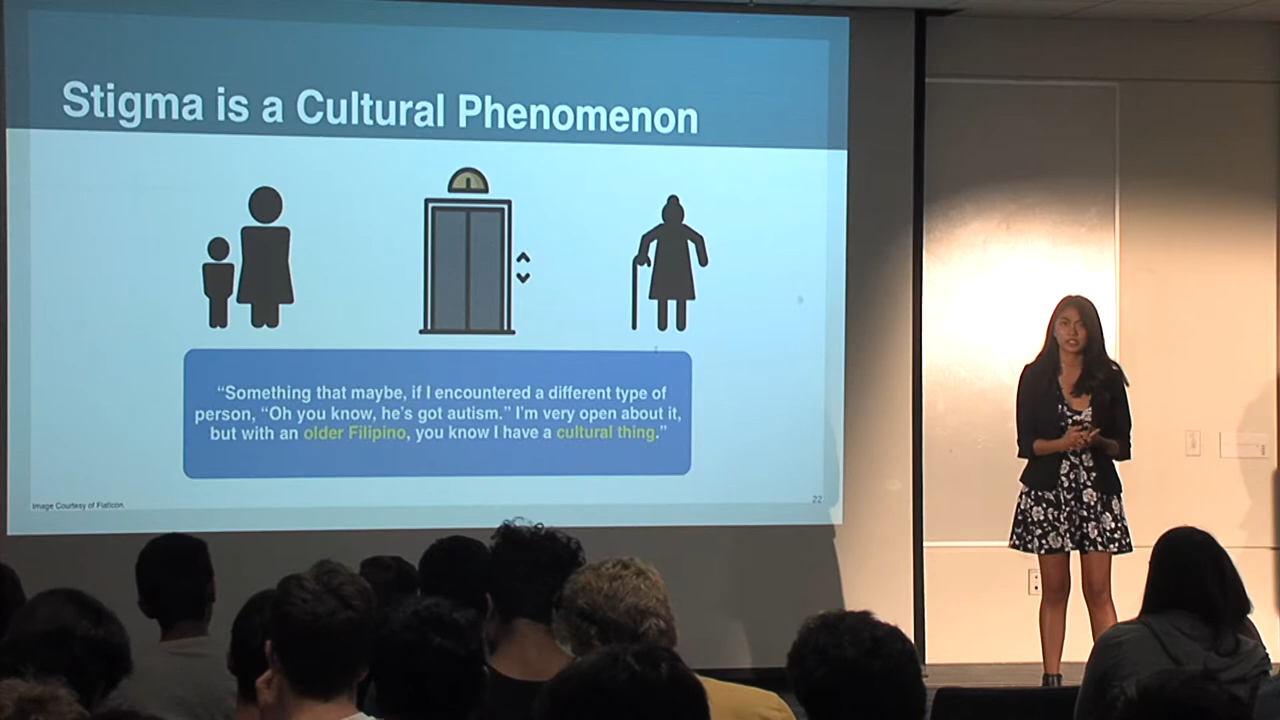 Stigma is a Cultural Phenomenon
“Something that maybe, if I encountered a different type of
person, “Oh you know, he’s got autism.” I’m very open about it,
but with an older Filipino, you know I have a cultural thing.”
Image Courtesy of Flaticon.
22